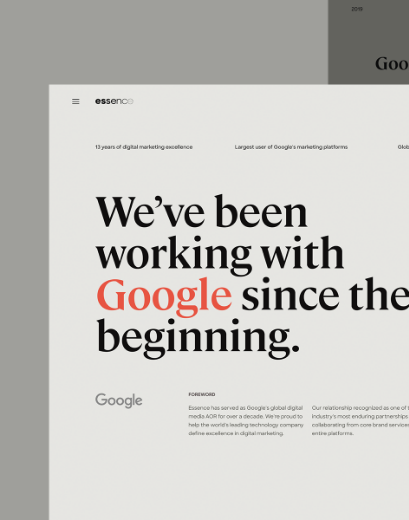 2019
Goo
essence
13 years of digital marketing excellence
Largest user of Google's marketing platforms
Glob
We've been
working with
Google since the
beginning.
Google
FOREWORD
Essence has served as Google's global digital
media AOR for over a decade. We're proud to
help the world's leading technology company
define excellence in digital marketing.
Our relationship recognized as one of t
industry's most enduring partnerships
collaborating from core brand services
entire platforms.